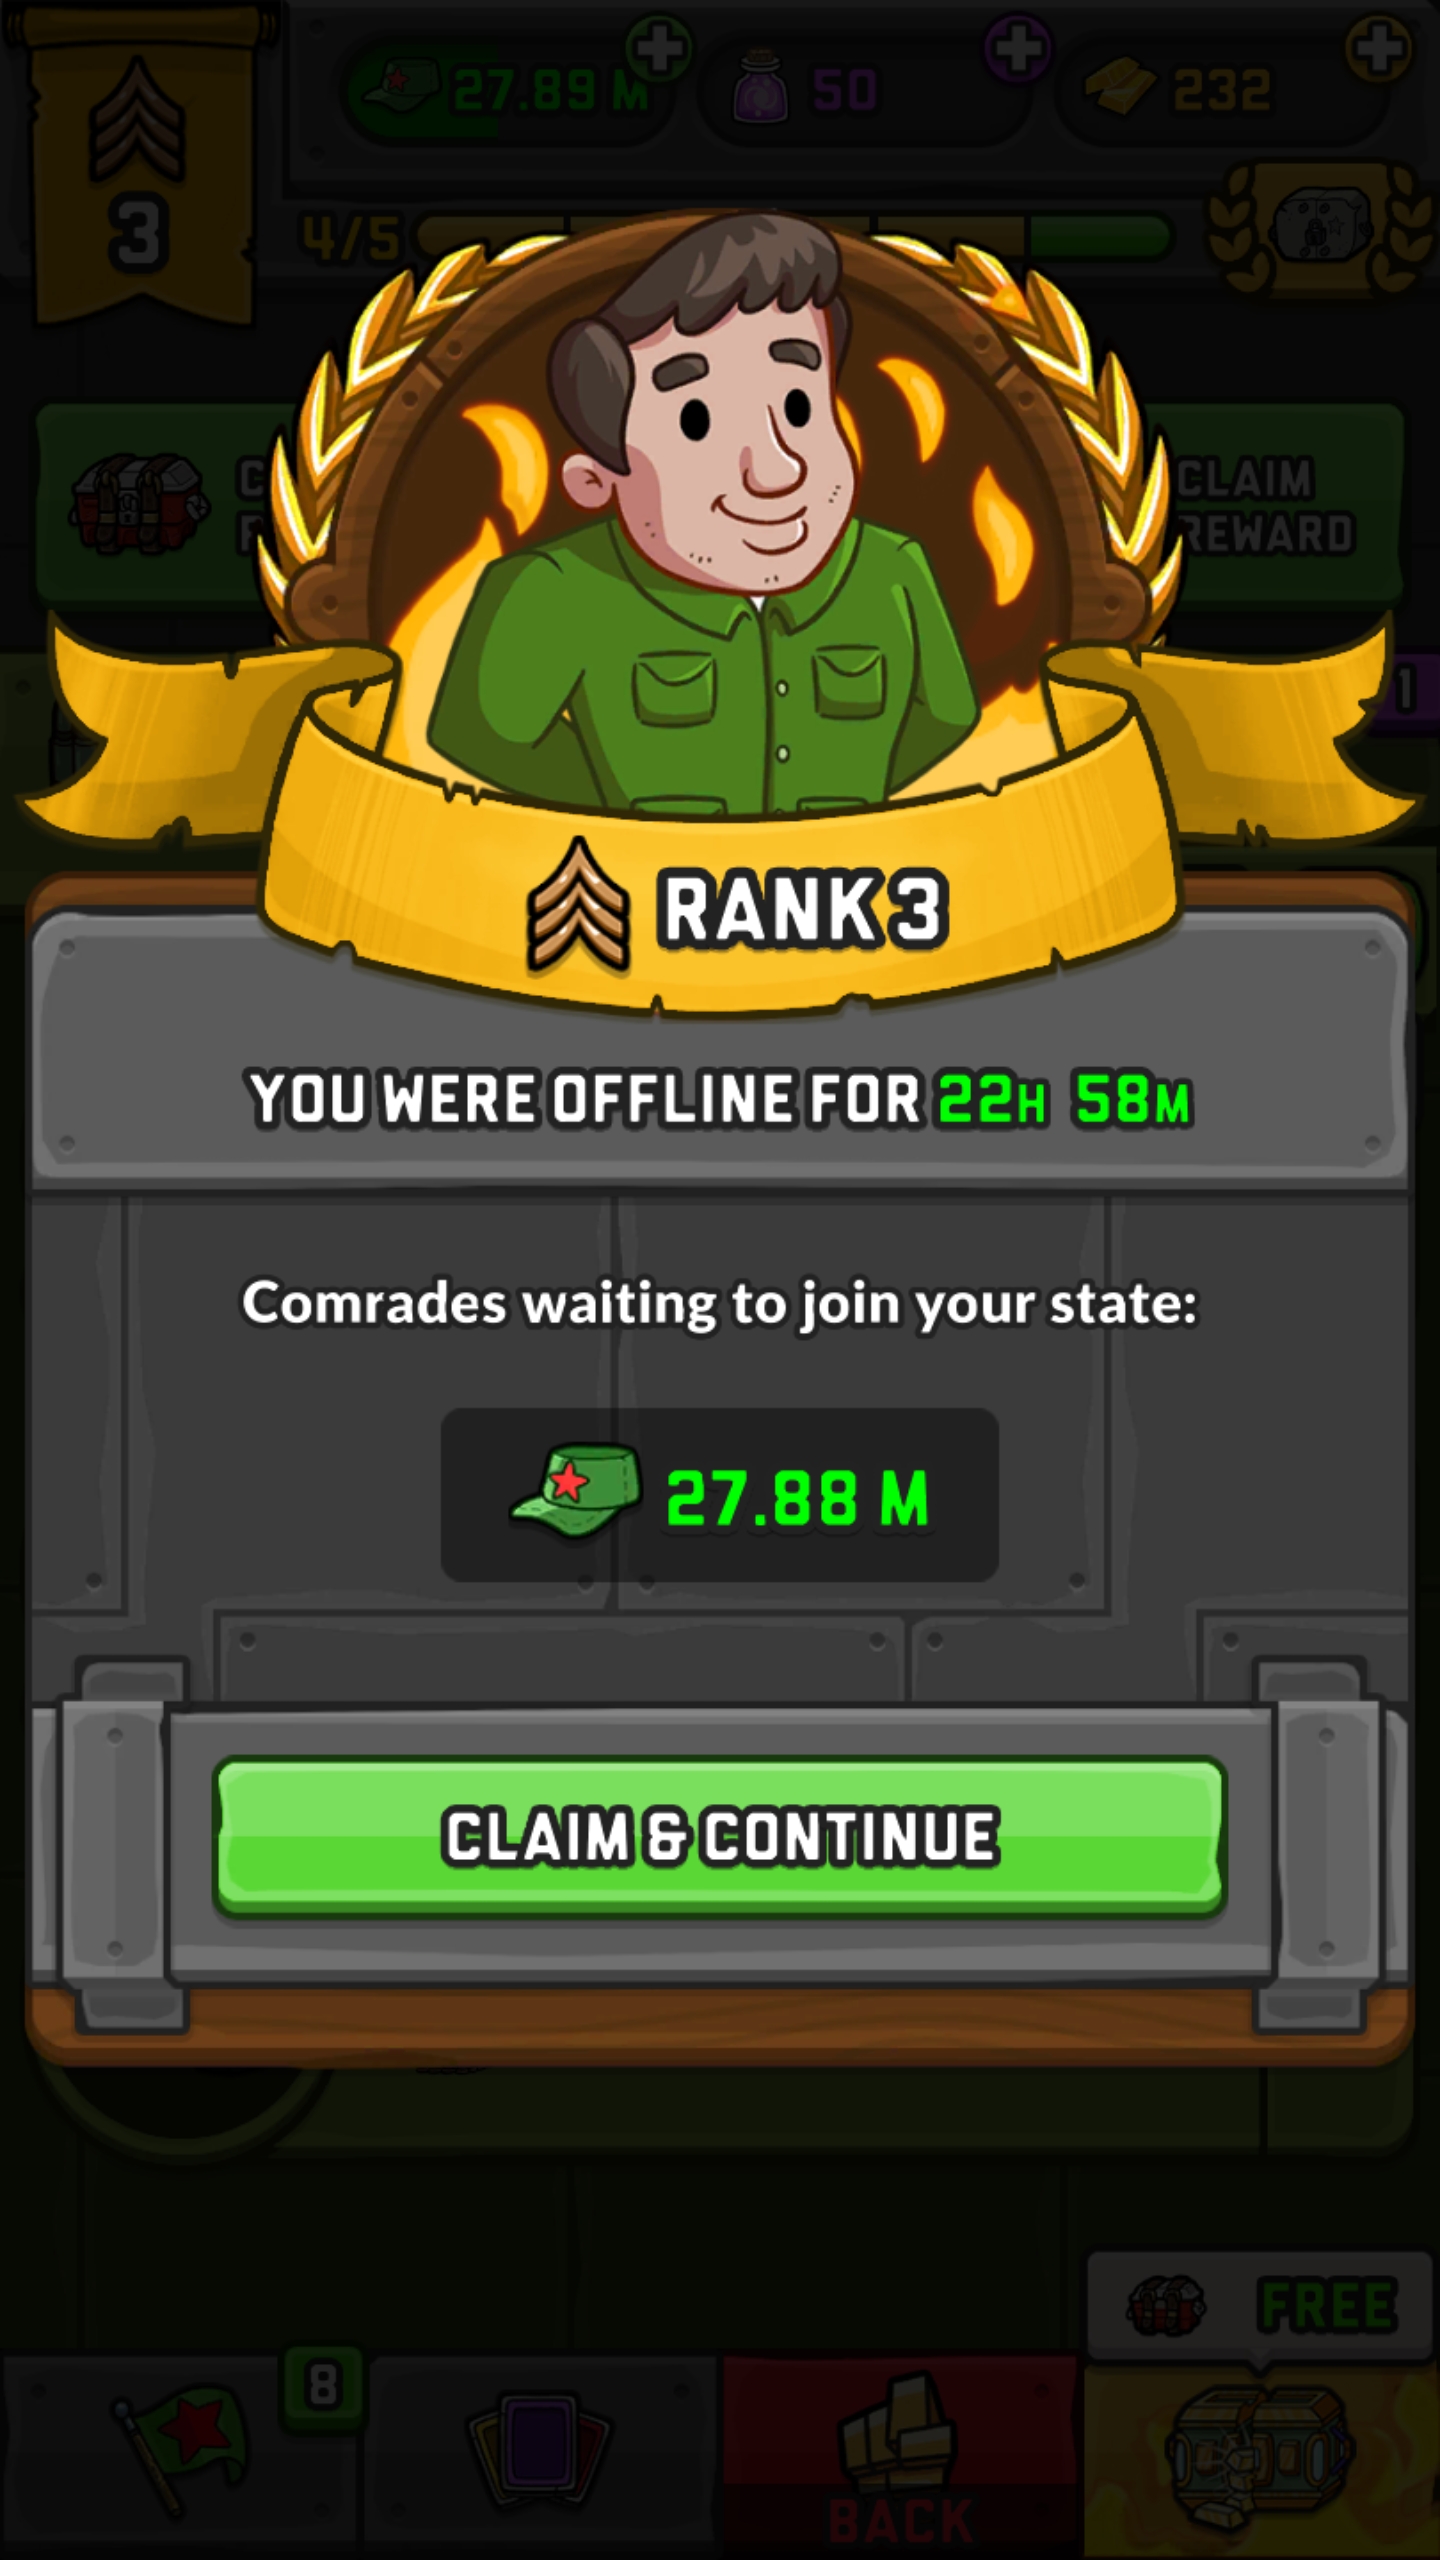 27.89 M
50
232
3
4/5
CLAIM
REWARD
1
RANK 3
YOU WERE OFFLINE FOR 22H 58M
Comrades waiting to join your state:
27.88 M
CLAIM & CONTINUE
FREE
8
BACK